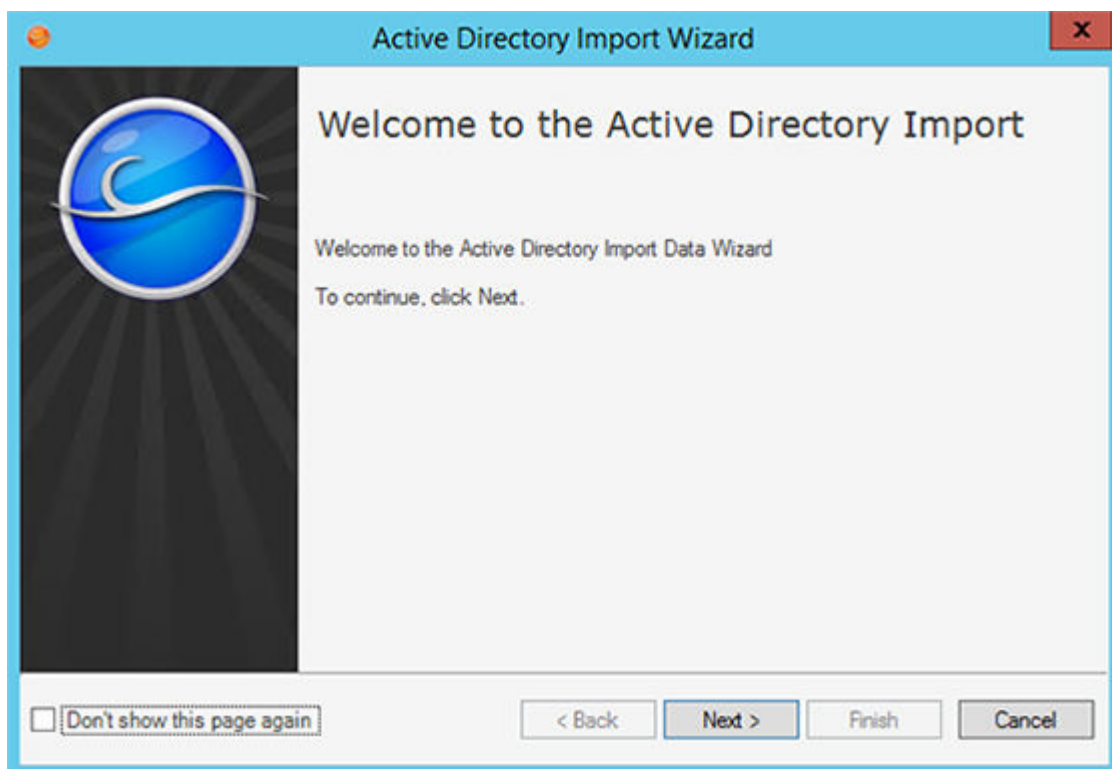 Active Directory Import Wizard
x
Welcome to the Active Directory Import
Welcome to the Active Directory Import Data Wizard
To continue, click Next.
Don't show this page again
< Back
Next >
Finish
Cancel